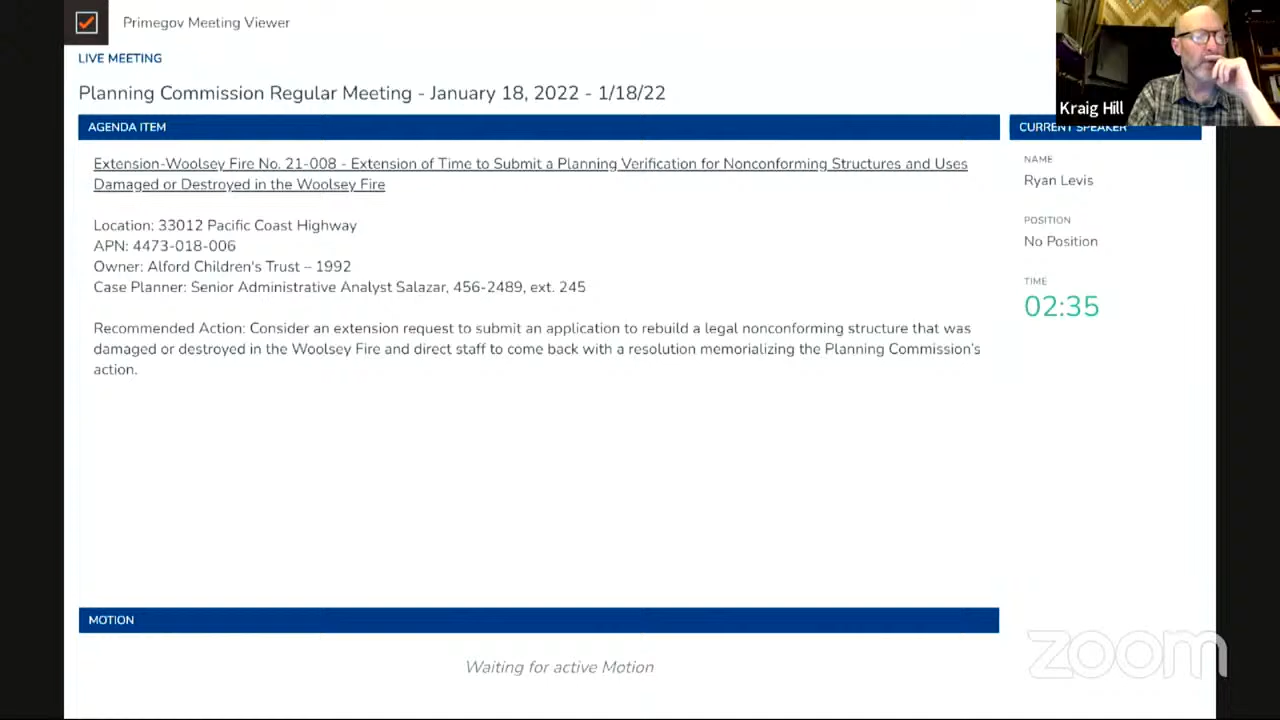 Primegov Meeting Viewer
LIVE MEETING
Planning Commission Regular Meeting - January 18, 2022 - 1/18/22
Kraig Hill
AGENDA ITEM
CURRENT SPEAKER
Extension-Woolsey Fire No. 21-008 - Extension of Time to Submit a Planning Verification for Nonconforming Structures and Uses
Damaged or Destroyed in the Woolsey Fire
Location: 33012 Pacific Coast Highway
APN: 4473-018-006
Owner: Alford Children's Trust – 1992
Case Planner: Senior Administrative Analyst Salazar, 456-2489, ext. 245
Recommended Action: Consider an extension request to submit an application to rebuild a legal nonconforming structure that was
damaged or destroyed in the Woolsey Fire and direct staff to come back with a resolution memorializing the Planning Commission's
action.
NAME
Ryan Levis
POSITION
No Position
TIME
02:35
MOTION
Waiting for active Motion
zoom